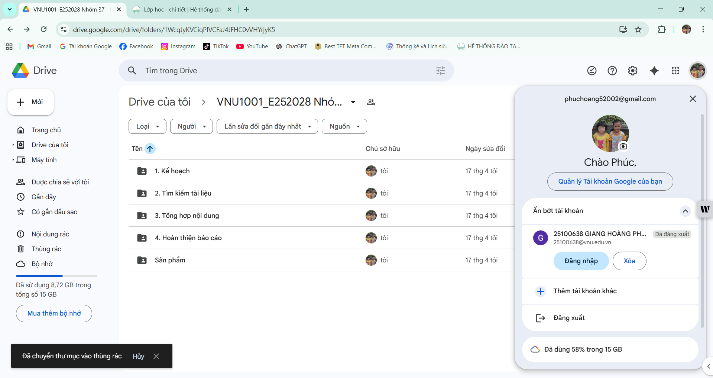 VNU1001_E252028 Nhóm 37
Lớp học - chi tiết | Hệ thống đà
drive.google.com/drive/folders/
Gmail
Tài khoản Google
Facebook
Instagram
TikTok
YouTube
ChatGPT
Best TFT Meta Com...
Thống kê và Lịch sử...
HỆ THỐNG ĐÀO TẠ...
Drive
Tìm trong Drive
Mới
Trang chủ
Drive của tôi
Máy tính
Được chia sẻ với tôi
Gần đây
Có gắn dấu sao
Nội dung rác
Thùng rác
Bộ nhớ
Đã sử dụng 8,72 GB trong
tổng số 15 GB
Mua thêm bộ nhớ
Drive của tôi
VNU1001_E252028 Nhó...
Loại
Người
Lần sửa đổi gần đây nhất
Nguồn
Tên
Chủ sở hữu
Ngày sửa đổi
1. Kế hoạch
tôi
17 thg 4 tôi
2. Tìm kiếm tài liệu
tôi
17 thg 4 tôi
3. Tổng hợp nội dung
tôi
17 thg 4 tôi
4. Hoàn thiện báo cáo
tôi
17 thg 4 tôi
Sản phẩm
tôi
17 thg 4 tôi
phuchoang52002@gmail.com
Chào Phúc,
Quản lý Tài khoản Google của bạn
Ẩn bớt tài khoản
G
25100638 GIANG HOÀNG PH...
Đã đăng xuất
25100638@vnu.edu.vn
Đăng nhập
Xóa
Thêm tài khoản khác
Đăng xuất
Đã dùng 58% trong 15 GB
W
Đã chuyển thư mục vào thùng rác
Hủy